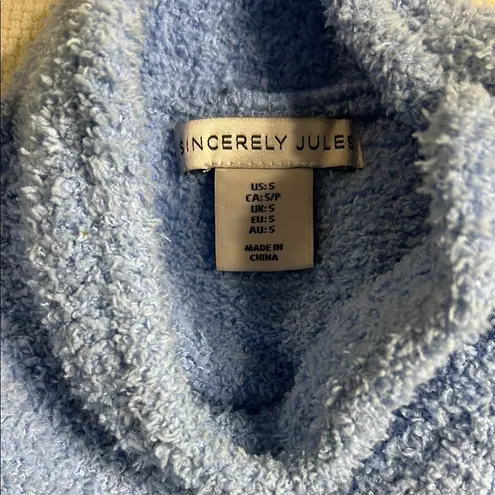 SINCERELY JULES
US: S
CA: S/P
UK: S
EU: S
AU: S
MADE IN
CHINA